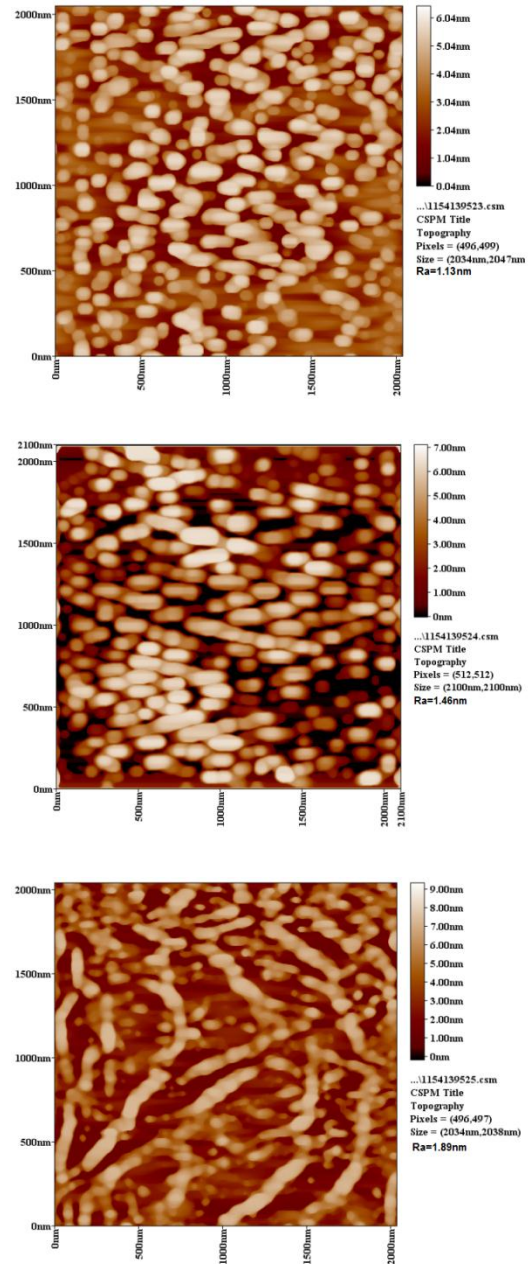 2000nm
1500nm
1000nm
500nm
0nm
0nm
500nm
1000nm
1500nm
2000nm
6.04nm
5.04nm
4.04nm
3.04nm
2.04nm
1.04nm
0.04nm
...\1154139523.csm
CSPM Title
Topography
Pixels = (496,499)
Size = (2034nm,2047nm
Ra=1.13nm
2100nm
2000nm
1500nm
1000nm
500nm
0nm
0nm
500nm
1000nm
1500nm
2000nm
2100nm
7.00nm
6.00nm
5.00nm
4.00nm
3.00nm
2.00nm
1.00nm
0nm
...\1154139524.csm
CSPM Title
Topography
Pixels = (512,512)
Size = (2100nm,2100nm)
Ra=1.46nm
2000nm
1500nm
1000nm
500nm
0nm
0nm
500nm
1000nm
1500nm
2000nm
9.00nm
8.00nm
7.00nm
6.00nm
5.00nm
4.00nm
3.00nm
2.00nm
1.00nm
0nm
...\1154139525.csm
CSPM Title
Topography
Pixels = (496,497)
Size = (2034nm,2038nm)
Ra=1.89nm